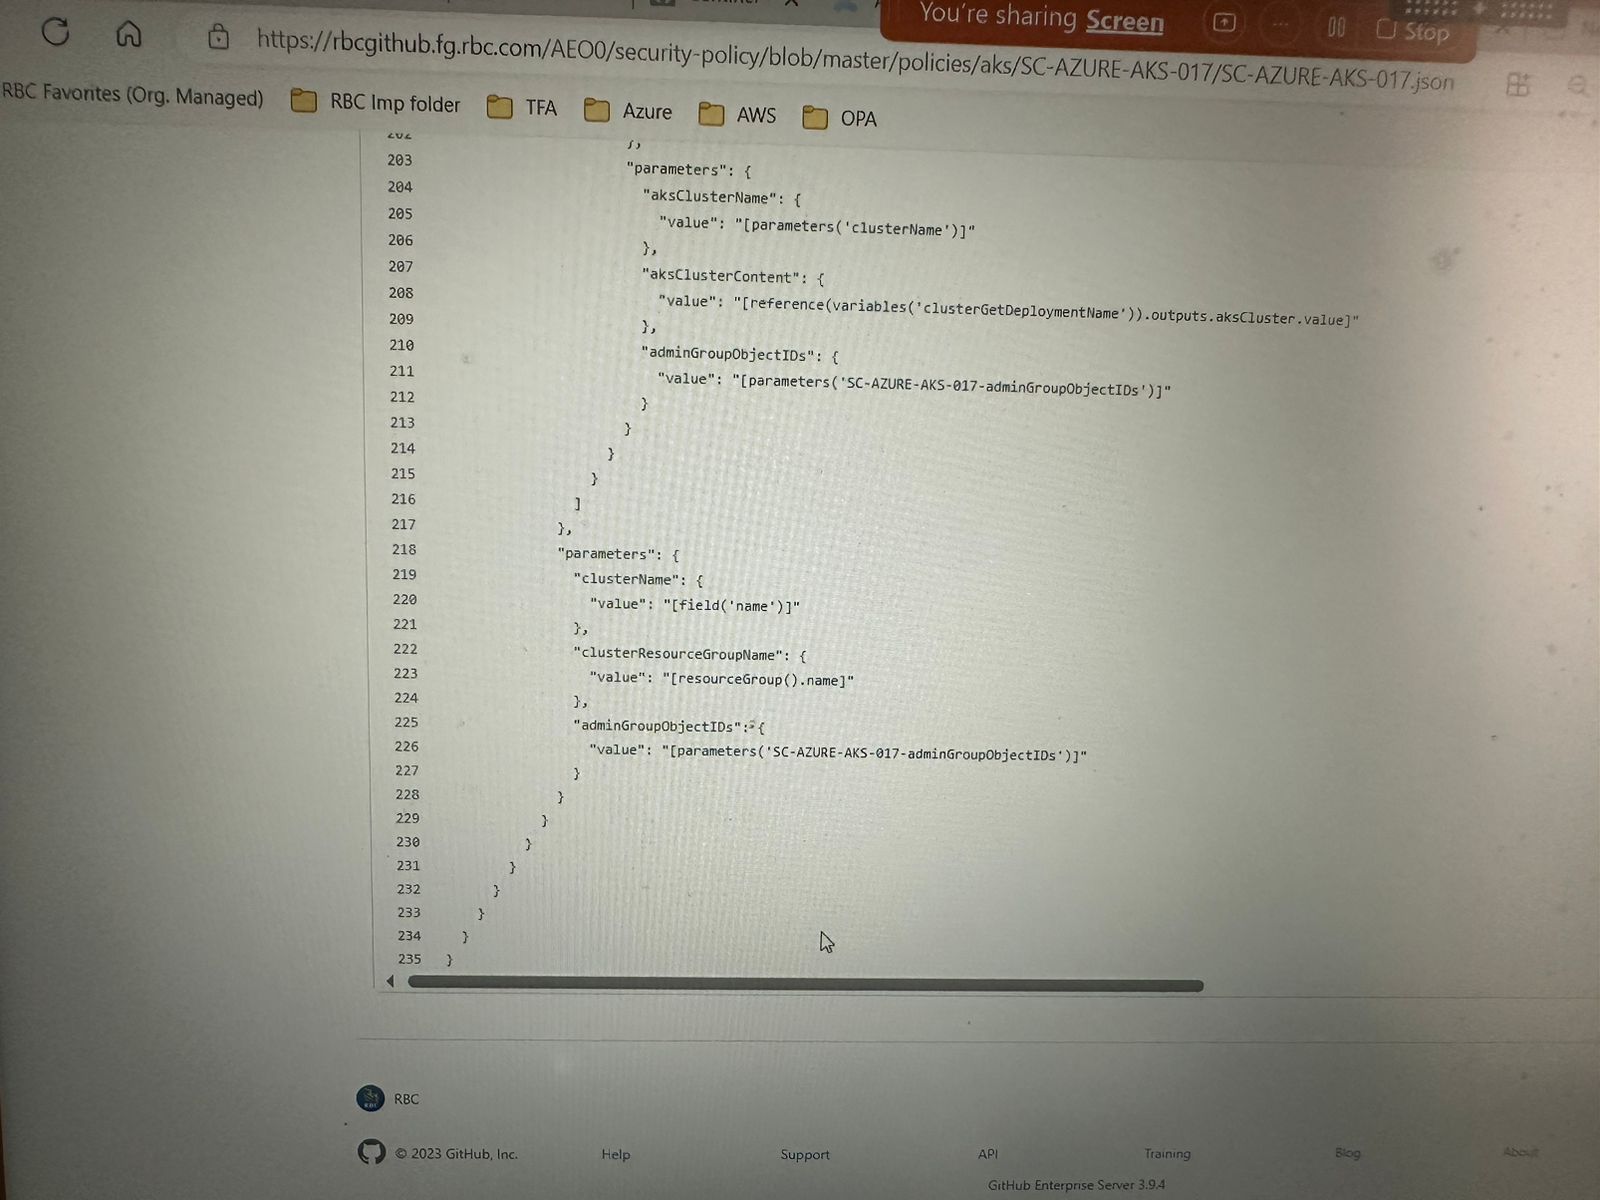 You're sharing Screen
Stop
https://rbcgithub.fg.rbc.com/AEO0/security-policy/blob/master/policies/aks/SC-AZURE-AKS-017/SC-AZURE-AKS-017.json
RBC Favorites (Org. Managed) RBC Imp folder TFA Azure AWS OPA
202 },
203 "parameters": {
204 "aksClusterName": {
205 "value": "[parameters('clusterName')]"
206 },
207 "aksClusterContent": {
208 "value": "[reference(variables('clusterGetDeploymentName')).outputs.aksCluster.value]"
209 },
210 "adminGroupObjectIDs": {
211 "value": "[parameters('SC-AZURE-AKS-017-adminGroupObjectIDs')]"
212 }
213 }
214 }
215 }
216 ]
217 },
218 "parameters": {
219 "clusterName": {
220 "value": "[field('name')]"
221 },
222 "clusterResourceGroupName": {
223 "value": "[resourceGroup().name]"
224 },
225 "adminGroupObjectIDs": {
226 "value": "[parameters('SC-AZURE-AKS-017-adminGroupObjectIDs')]"
227 }
228 }
229 }
230 }
231 }
232 }
233 }
234 }
235 }
RBC
© 2023 GitHub, Inc. Help Support API Training Blog About
GitHub Enterprise Server 3.9.4